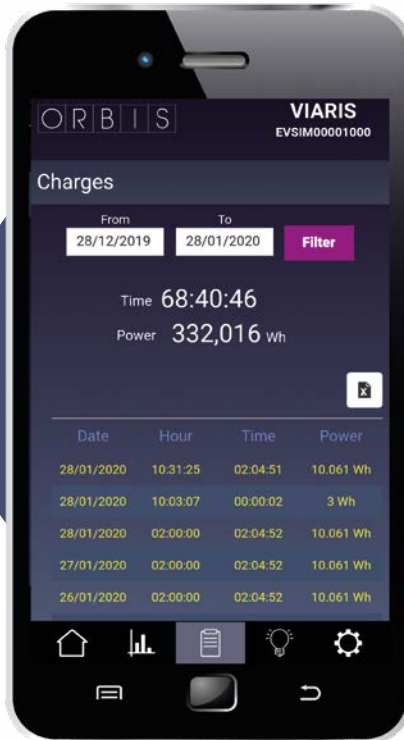 ORBIS
VIARIS
EVSIM00001000
Charges
From To
28/12/2019 28/01/2020 Filter
Time 68:40:46
Power 332,016 Wh
Date Hour Time Power
28/01/2020 10:31:25 02:04:51 10.061 Wh
28/01/2020 10:03:07 00:00:02 3 Wh
28/01/2020 02:00:00 02:04:52 10.061 Wh
27/01/2020 02:00:00 02:04:52 10.061 Wh
26/01/2020 02:00:00 02:04:52 10.061 Wh